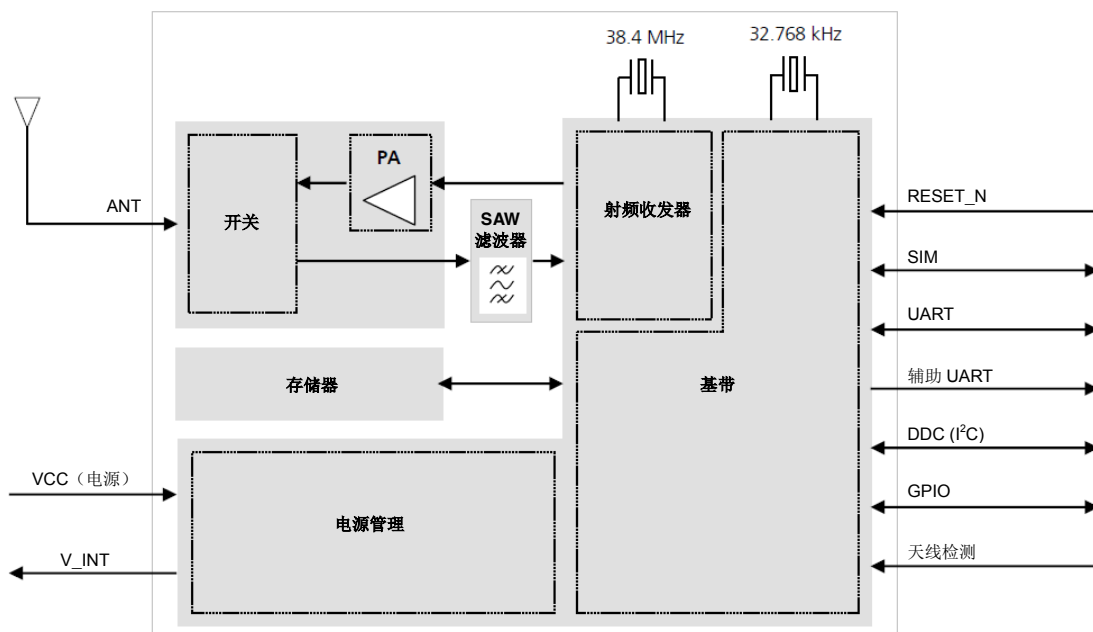 38.4 MHz
32.768 kHz
PA
ANT
开关
SAW
滤波器
射频收发器
RESET_N
SIM
UART
存储器
基带
辅助 UART
DDC (I²C)
VCC（电源）
GPIO
电源管理
V_INT
天线检测